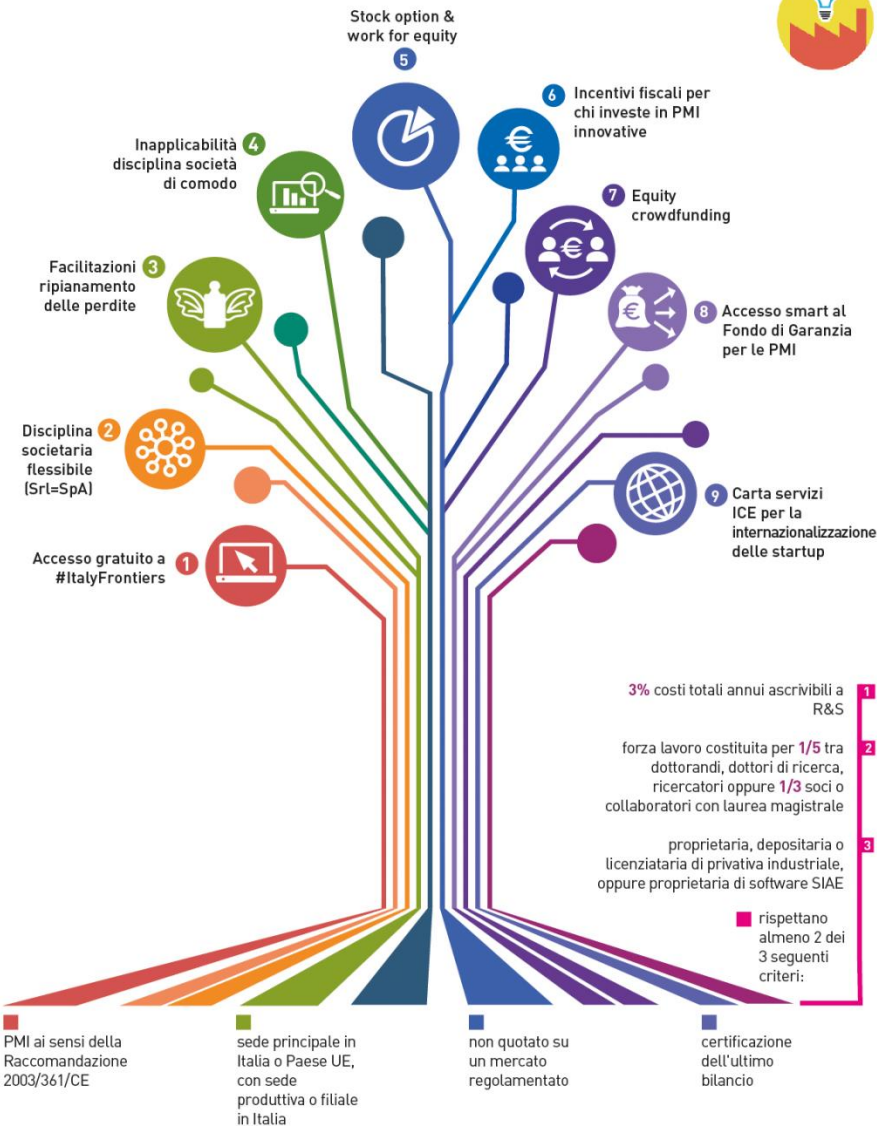 Stock option &
work for equity
5
6
Incentivi fiscali per
chi investe in PMI
innovative
Inapplicabilità
disciplina società
di comodo
4
7
Equity
crowdfunding
Facilitazioni
ripianamento
delle perdite
3
8
Accesso smart al
Fondo di Garanzia
per le PMI
Disciplina
societaria
flessibile
(Srl=SpA)
2
9
Carta servizi
ICE per la
internazionalizzazione
delle startup
Accesso gratuito a
#ItalyFrontiers
1
3% costi totali annui ascrivibili a
R&S
1
forza lavoro costituita per 1/5 tra
dottorandi, dottori di ricerca,
ricercatori oppure 1/3 soci o
collaboratori con laurea magistrale
2
proprietaria, depositaria o
licenziataria di privativa industriale,
oppure proprietaria di software SIAE
3
rispettano
almeno 2 dei
3 seguenti
criteri:
PMI ai sensi della
Raccomandazione
2003/361/CE
sede principale in
Italia o Paese UE,
con sede
produttiva o filiale
in Italia
non quotato su
un mercato
regolamentato
certificazione
dell'ultimo
bilancio